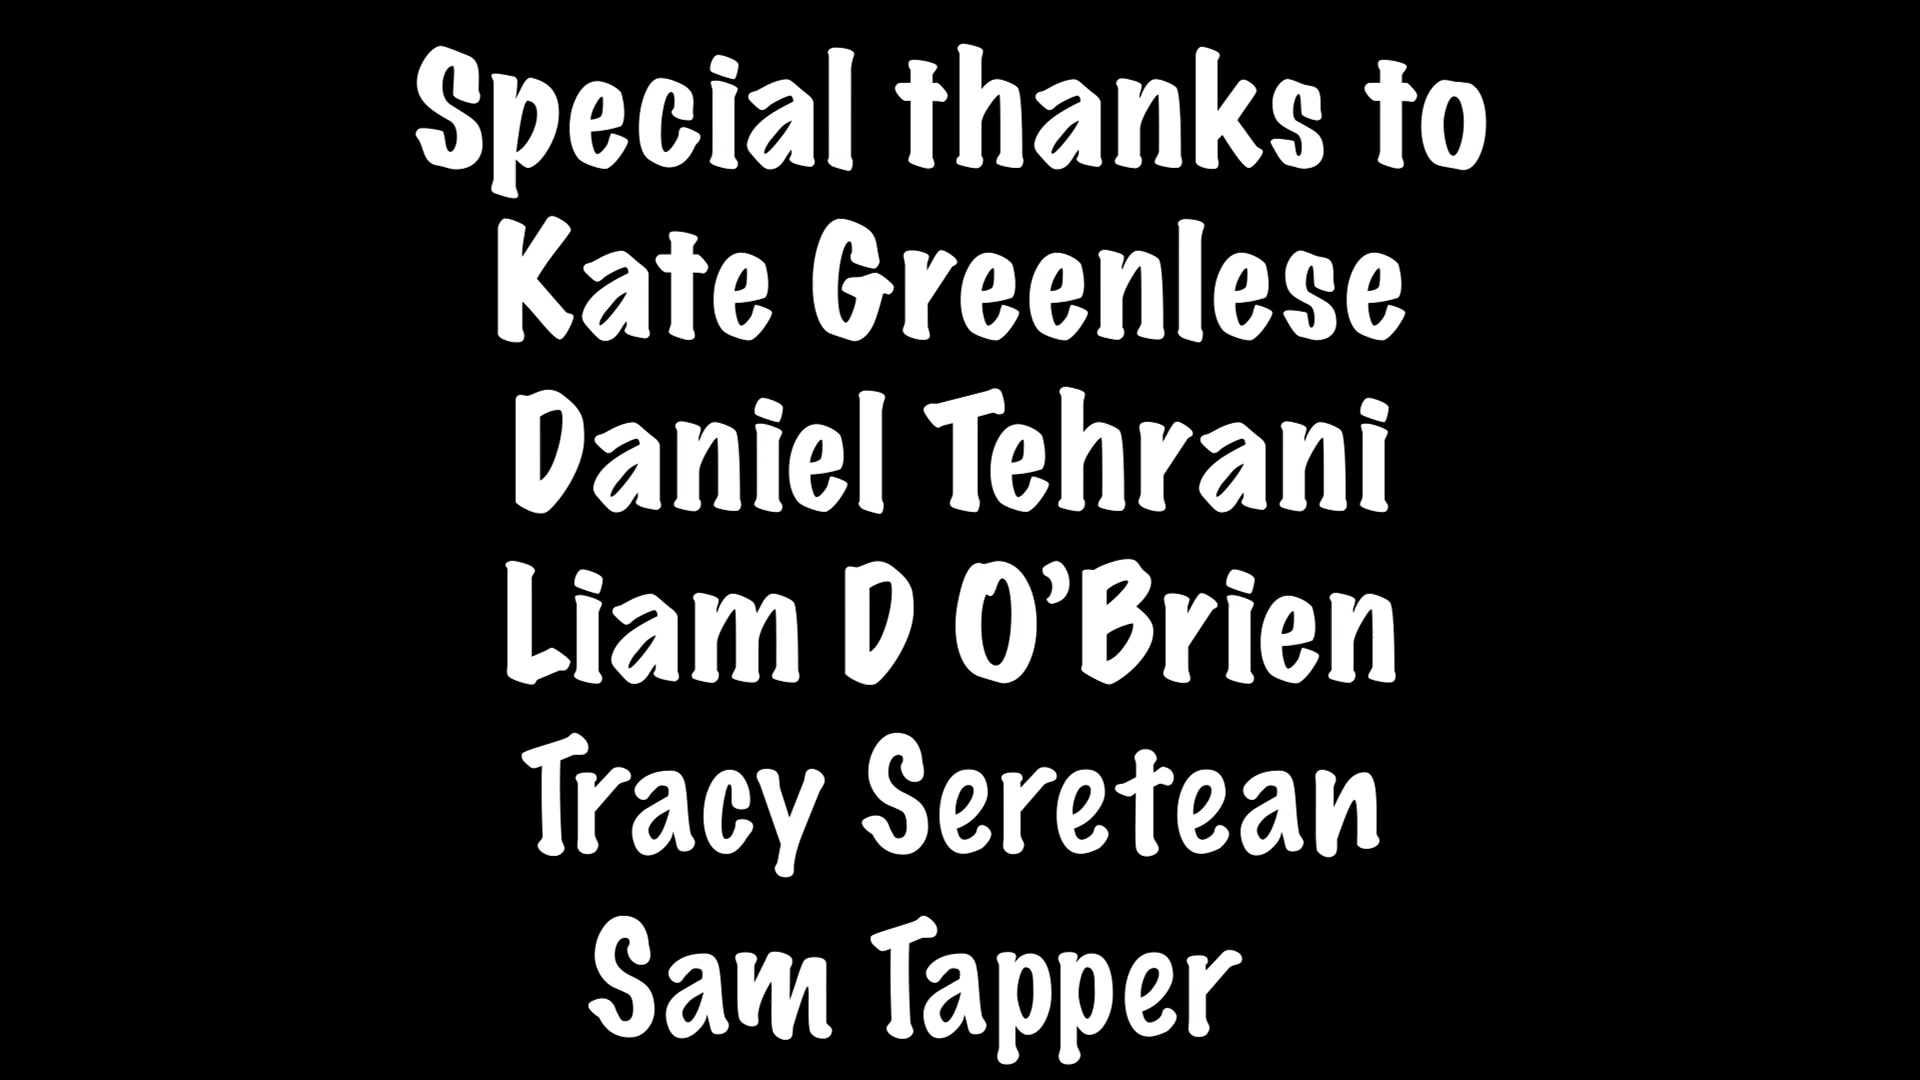 Special thanks to
Kate Greenlese
Daniel Tehrani
Liam D O’Brien
Tracy Seretean
Sam Tapper